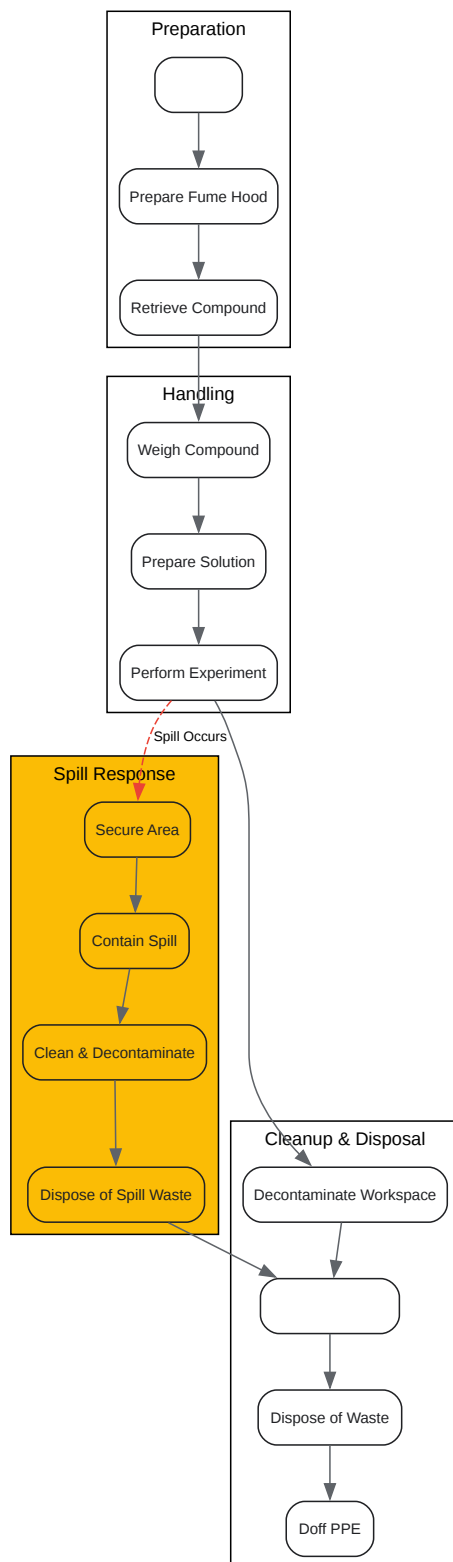 Preparation
Prepare Fume Hood
Retrieve Compound
Handling
Weigh Compound
Prepare Solution
Perform Experiment
Spill Occurs
Spill Response
Secure Area
Contain Spill
Clean & Decontaminate
Dispose of Spill Waste
Cleanup & Disposal
Decontaminate Workspace
Dispose of Waste
Doff PPE